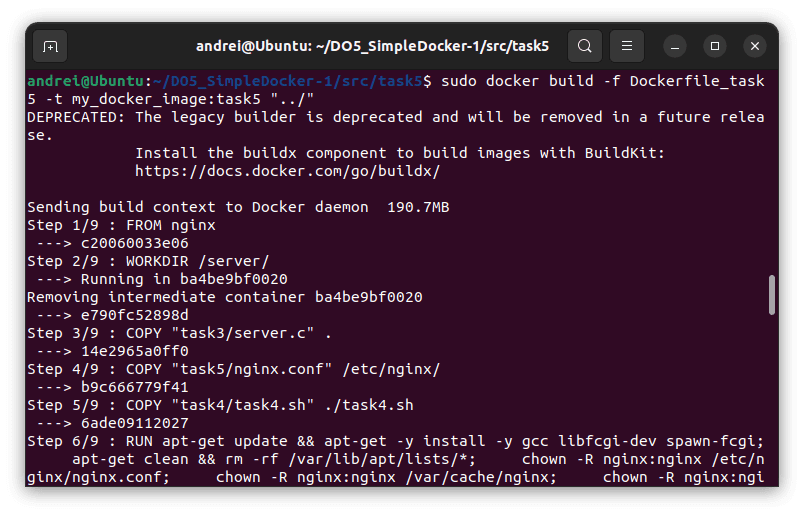 andrei@Ubuntu: ~/DO5_SimpleDocker-1/src/task5
andrei@Ubuntu:~/DO5_SimpleDocker-1/src/task5$ sudo docker build -f Dockerfile_task
5 -t my_docker_image:task5 "../"
DEPRECATED: The legacy builder is deprecated and will be removed in a future relea
se.
            Install the buildx component to build images with BuildKit:
            https://docs.docker.com/go/buildx/
Sending build context to Docker daemon  190.7MB
Step 1/9 : FROM nginx
 ---> c20060033e06
Step 2/9 : WORKDIR /server/
 ---> Running in ba4be9bf0020
Removing intermediate container ba4be9bf0020
 ---> e790fc52898d
Step 3/9 : COPY "task3/server.c" .
 ---> 14e2965a0ff0
Step 4/9 : COPY "task5/nginx.conf" /etc/nginx/
 ---> b9c666779f41
Step 5/9 : COPY "task4/task4.sh" ./task4.sh
 ---> 6ade09112027
Step 6/9 : RUN apt-get update && apt-get -y install -y gcc libfcgi-dev spawn-fcgi;
     apt-get clean && rm -rf /var/lib/apt/lists/*;     chown -R nginx:nginx /etc/n
ginx/nginx.conf;     chown -R nginx:nginx /var/cache/nginx;     chown -R nginx:ngi